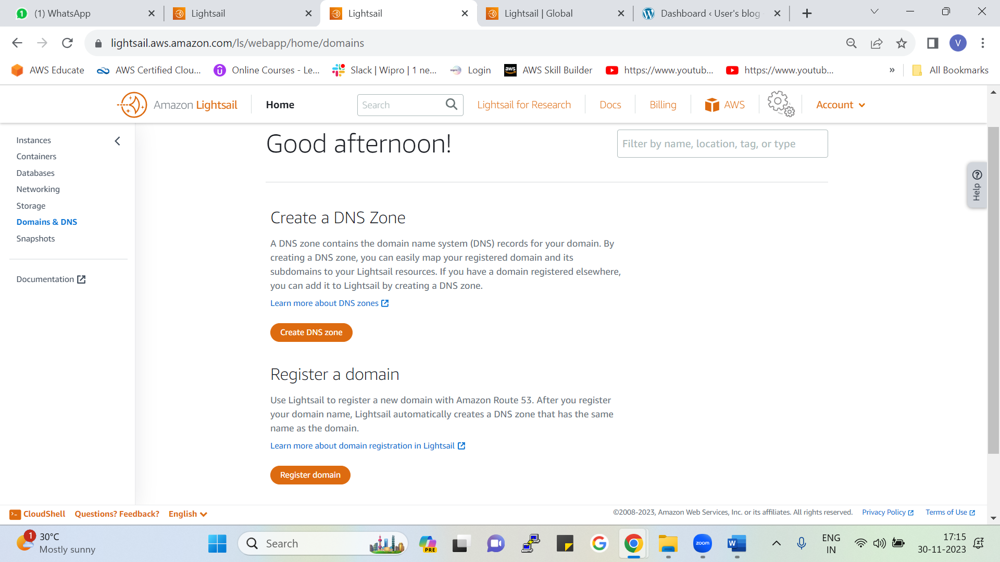 (1) WhatsApp
Lightsail
Lightsail
Lightsail | Global
Dashboard ‹ User's blog
lightsail.aws.amazon.com/ls/webapp/home/domains
V
AWS Educate
AWS Certified Clou...
Online Courses - Le...
Slack | Wipro | 1 ne...
Login
AWS Skill Builder
https://www.youtub...
https://www.youtub...
»
All Bookmarks
Amazon Lightsail
Home
Search
Lightsail for Research
Docs
Billing
AWS
Account
Instances
Containers
Databases
Networking
Storage
Domains & DNS
Snapshots
Documentation
Good afternoon!
Filter by name, location, tag, or type
Help
Create a DNS Zone
A DNS zone contains the domain name system (DNS) records for your domain. By
creating a DNS zone, you can easily map your registered domain and its
subdomains to your Lightsail resources. If you have a domain registered elsewhere,
you can add it to Lightsail by creating a DNS zone.
Learn more about DNS zones
Create DNS zone
Register a domain
Use Lightsail to register a new domain with Amazon Route 53. After you register
your domain name, Lightsail automatically creates a DNS zone that has the same
name as the domain.
Learn more about domain registration in Lightsail
Register domain
CloudShell
Questions? Feedback?
English
©2008-2023, Amazon Web Services, Inc. or its affiliates. All rights reserved.
Privacy Policy
Terms of Use
1
30°C
Mostly sunny
Search
PRE
zoom
W
ENG
IN
17:15
30-11-2023